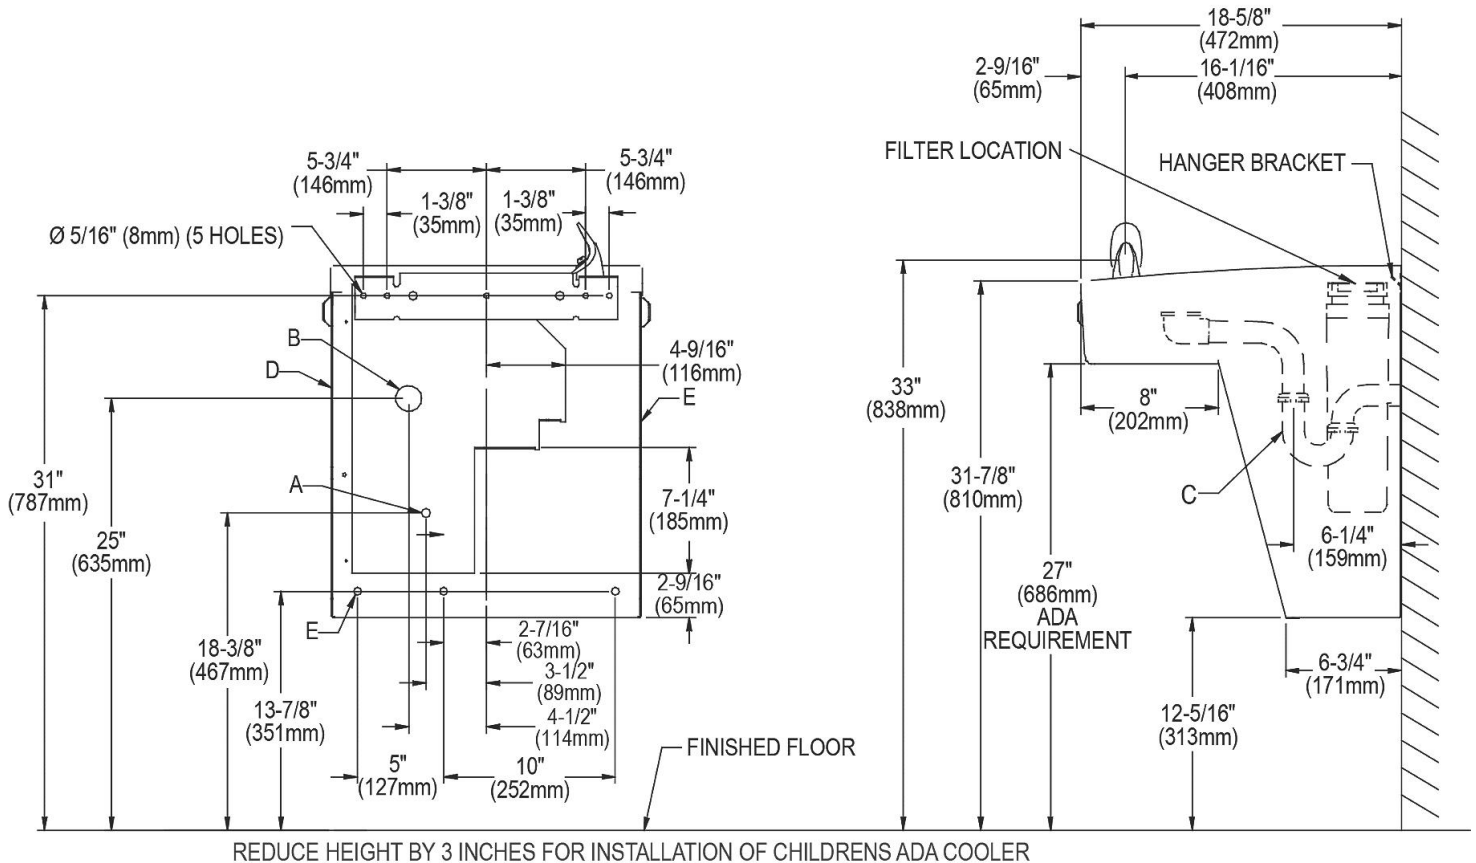 18-5/8"
(472mm)
2-9/16"
(65mm)
16-1/16"
(408mm)
FILTER LOCATION
HANGER BRACKET
5-3/4"
(146mm)
5-3/4"
(146mm)
1-3/8"
(35mm)
1-3/8"
(35mm)
Ø 5/16" (8mm) (5 HOLES)
B
D
4-9/16"
(116mm)
E
33"
(838mm)
8"
(202mm)
31"
(787mm)
A
7-1/4"
(185mm)
31-7/8"
(810mm)
C
25"
(635mm)
6-1/4"
(159mm)
2-9/16"
(65mm)
27"
(686mm)
ADA
REQUIREMENT
E
18-3/8"
(467mm)
2-7/16"
(63mm)
3-1/2"
(89mm)
6-3/4"
(171mm)
13-7/8"
(351mm)
4-1/2"
(114mm)
12-5/16"
(313mm)
FINISHED FLOOR
5"
(127mm)
10"
(252mm)
REDUCE HEIGHT BY 3 INCHES FOR INSTALLATION OF CHILDRENS ADA COOLER